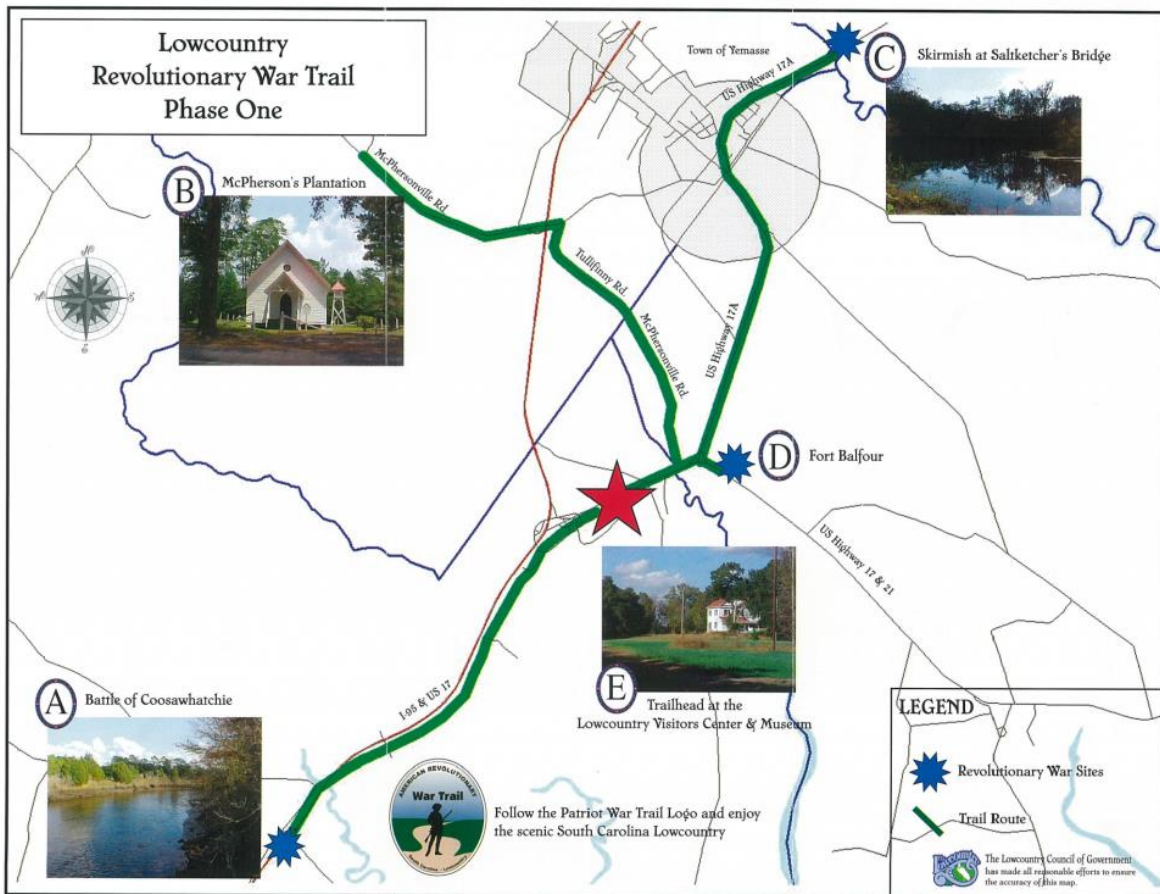 Lowcountry
Revolutionary War Trail
Phase One
Town of Yemasse
C
Skirmish at Saltketcher's Bridge
US Highway 17A
McPhersonville Rd.
B
McPherson's Plantation
Tullifinny Rd.
McPhersonville Rd.
US Highway 17A
D
Fort Balfour
US Highway 17 & 21
I-95 & US 17
A
Battle of Coosawhatchie
E
Trailhead at the
Lowcountry Visitors Center & Museum
AMERICAN REVOLUTIONARY
War Trail
Follow the Patriot War Trail Logo and enjoy
the scenic South Carolina Lowcountry
LEGEND
Revolutionary War Sites
Trail Route
Lowcountry
The Lowcountry Council of Government
has made all reasonable efforts to ensure
the accuracy of this map.